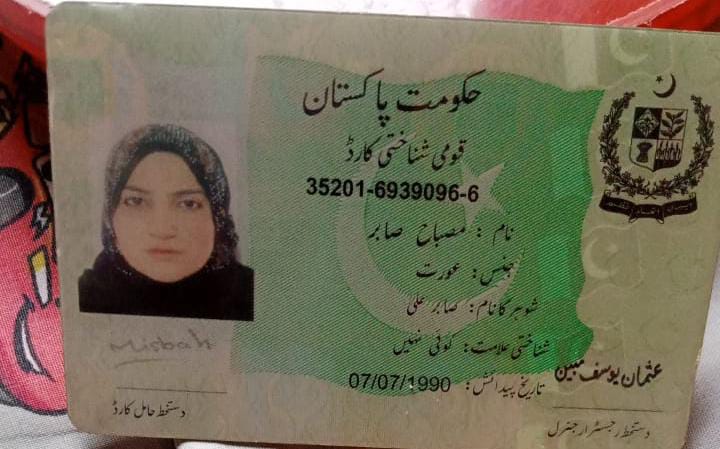 حکومت پاکستان
قومی شناختی کارڈ
35201-6939096-6
نام : مصباح صابر
جنس: عورت
شوہر کا نام: صابر علی
شناختی علامت: کوئی نہیں
تاریخ پیدائش: 07/07/1990
Misbah
دستخط حامل کارڈ
عثمان یوسف مبین
دستخط رجسٹرار جنرل